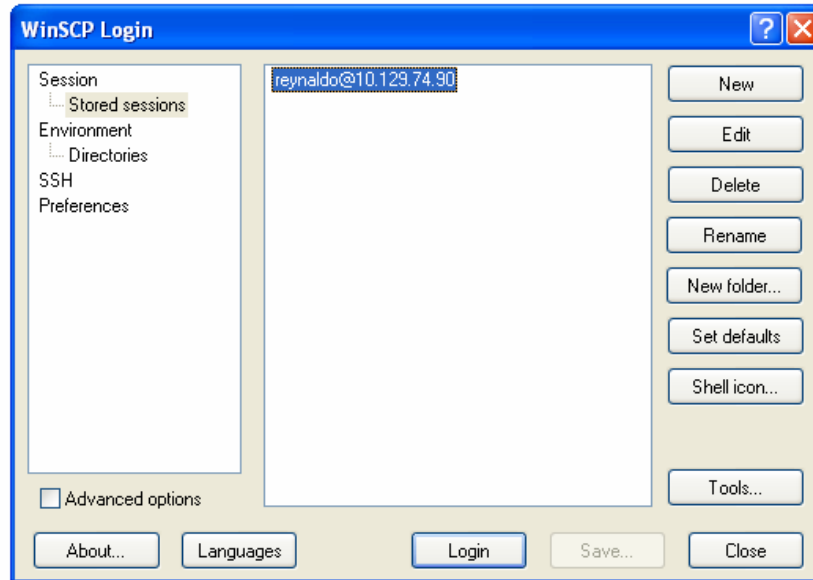 WinSCP Login
Session
Stored sessions
Environment
Directories
SSH
Preferences
reynaldo@10.129.74.90
New
Edit
Delete
Rename
New folder...
Set defaults
Shell icon...
Tools...
Advanced options
About...
Languages
Login
Save...
Close